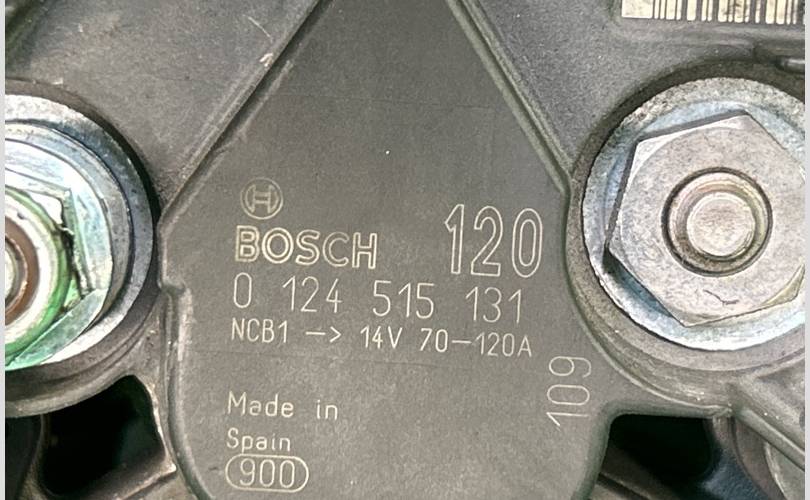 BOSCH 120
0 124 515 131
NCB1 -> 14V 70-120A
109
Made in
Spain
900